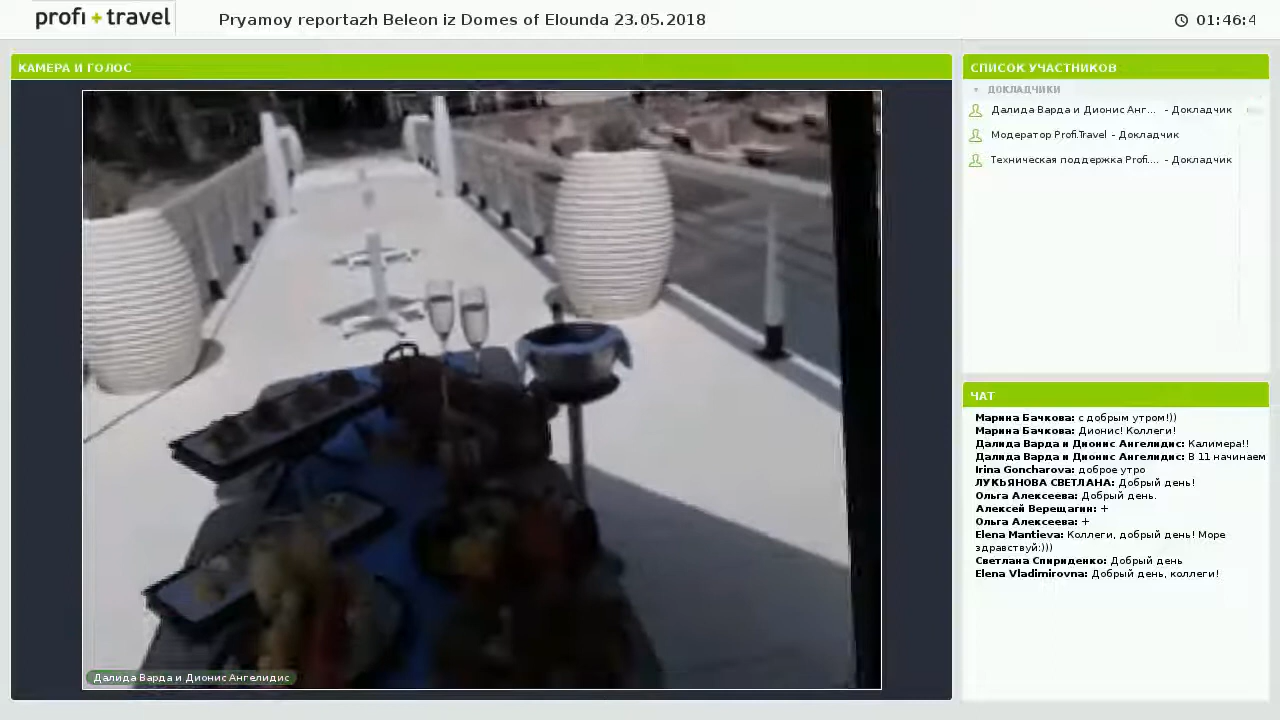 profi + travel
Pryamoy reportazh Beleon iz Domes of Elounda 23.05.2018
01:46:4
КАМЕРА И ГОЛОС
Далида Варда и Дионис Ангелидис
СПИСОК УЧАСТНИКОВ
ДОКЛАДЧИКИ
Далида Варда и Дионис Анг... - Докладчик
Модератор Profi.Travel - Докладчик
Техническая поддержка Profi.... - Докладчик
ЧАТ
Марина Бачкова: с добрым утром!))
Марина Бачкова: Дионис! Коллеги!
Далида Варда и Дионис Ангелидис: Калимера!!
Далида Варда и Дионис Ангелидис: В 11 начинаем
Irina Goncharova: доброе утро
ЛУКЬЯНОВА СВЕТЛАНА: Добрый день!
Ольга Алексеева: Добрый день.
Алексей Верещагин: +
Ольга Алексеева: +
Elena Mantieva: Коллеги, добрый день! Море
здравствуй:)))
Светлана Спириденко: Добрый день
Elena Vladimirovna: Добрый день, коллеги!